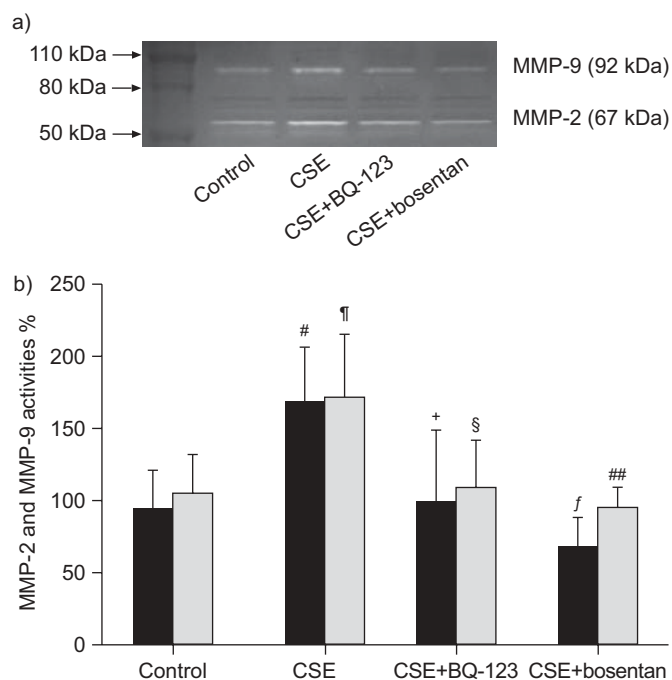 a)
110 kDa
80 kDa
50 kDa
MMP-9 (92 kDa)
MMP-2 (67 kDa)
Control
CSE
CSE+BQ-123
CSE+bosentan
b)
MMP-2 and MMP-9 activities %
250
200
150
100
50
0
#
¶
+
§
ƒ
##
Control
CSE
CSE+BQ-123
CSE+bosentan